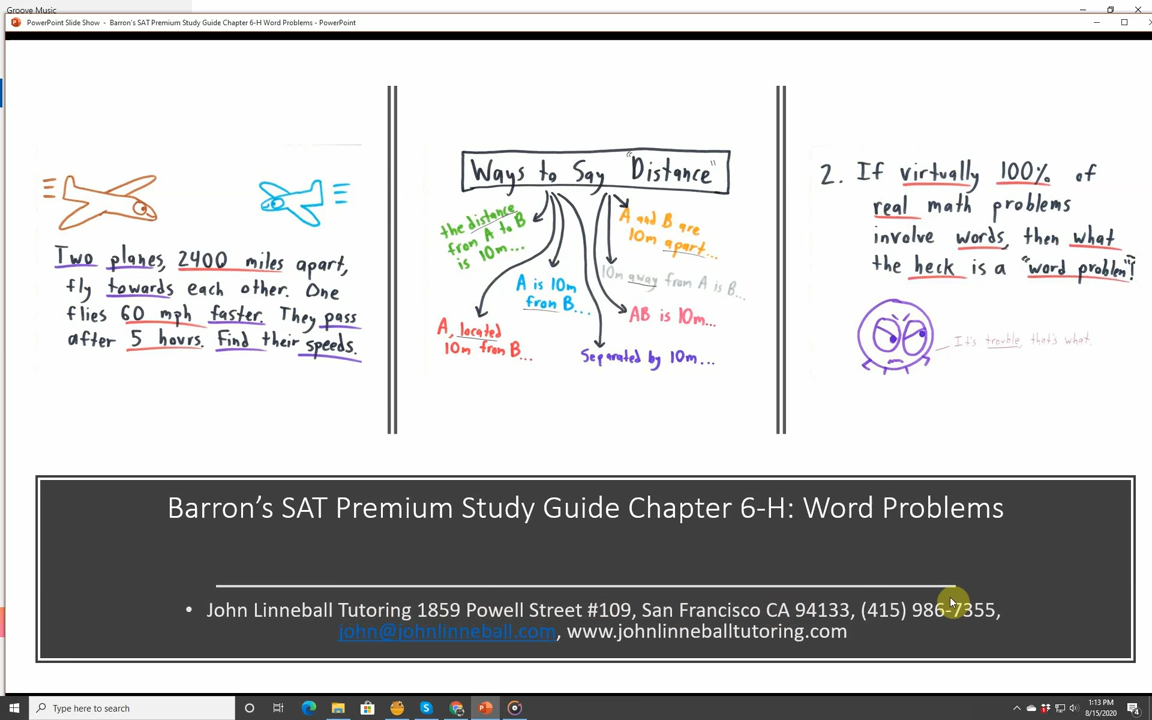 Groove Music
PowerPoint Slide Show - Barron's SAT Premium Study Guide Chapter 6-H Word Problems - PowerPoint
Two planes, 2400 miles apart,
fly towards each other. One
flies 60 mph faster. They pass
after 5 hours. Find their speeds.
Ways to Say "Distance"
the distance
from A to B
is 10m...
A, located
10m from B...
A is 10m
from B...
Separated by 10m...
AB is 10m...
10m away from A is B...
A and B are
10m apart...
2. If virtually 100% of
real math problems
involve words, then what
the heck is a "word problem"?
It's trouble, that's what.
Barron's SAT Premium Study Guide Chapter 6-H: Word Problems
• John Linneball Tutoring 1859 Powell Street #109, San Francisco CA 94133, (415) 986-7355,
john@johnlinneball.com, www.johnlinneballtutoring.com
Type here to search
1:13 PM
8/15/2020
4